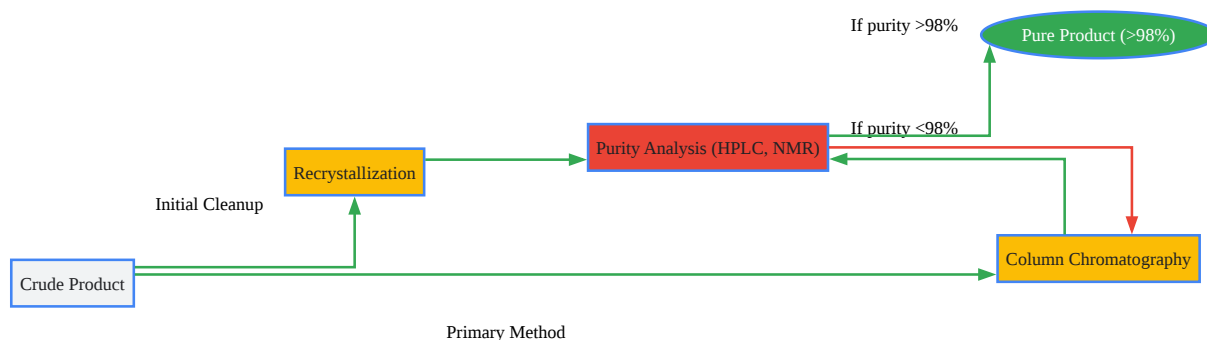 If purity >98%
Pure Product (>98%)
If purity <98%
Purity Analysis (HPLC, NMR)
Recrystallization
Initial Cleanup
Column Chromatography
Crude Product
Primary Method